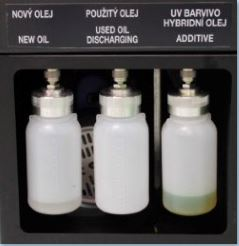 NOVÝ OLEJ
NEW OIL
POUŽITÝ OLEJ
USED OIL
DISCHARGING
UV BARVIVO
HYBRIDNÍ OLEJ
ADDITIVE